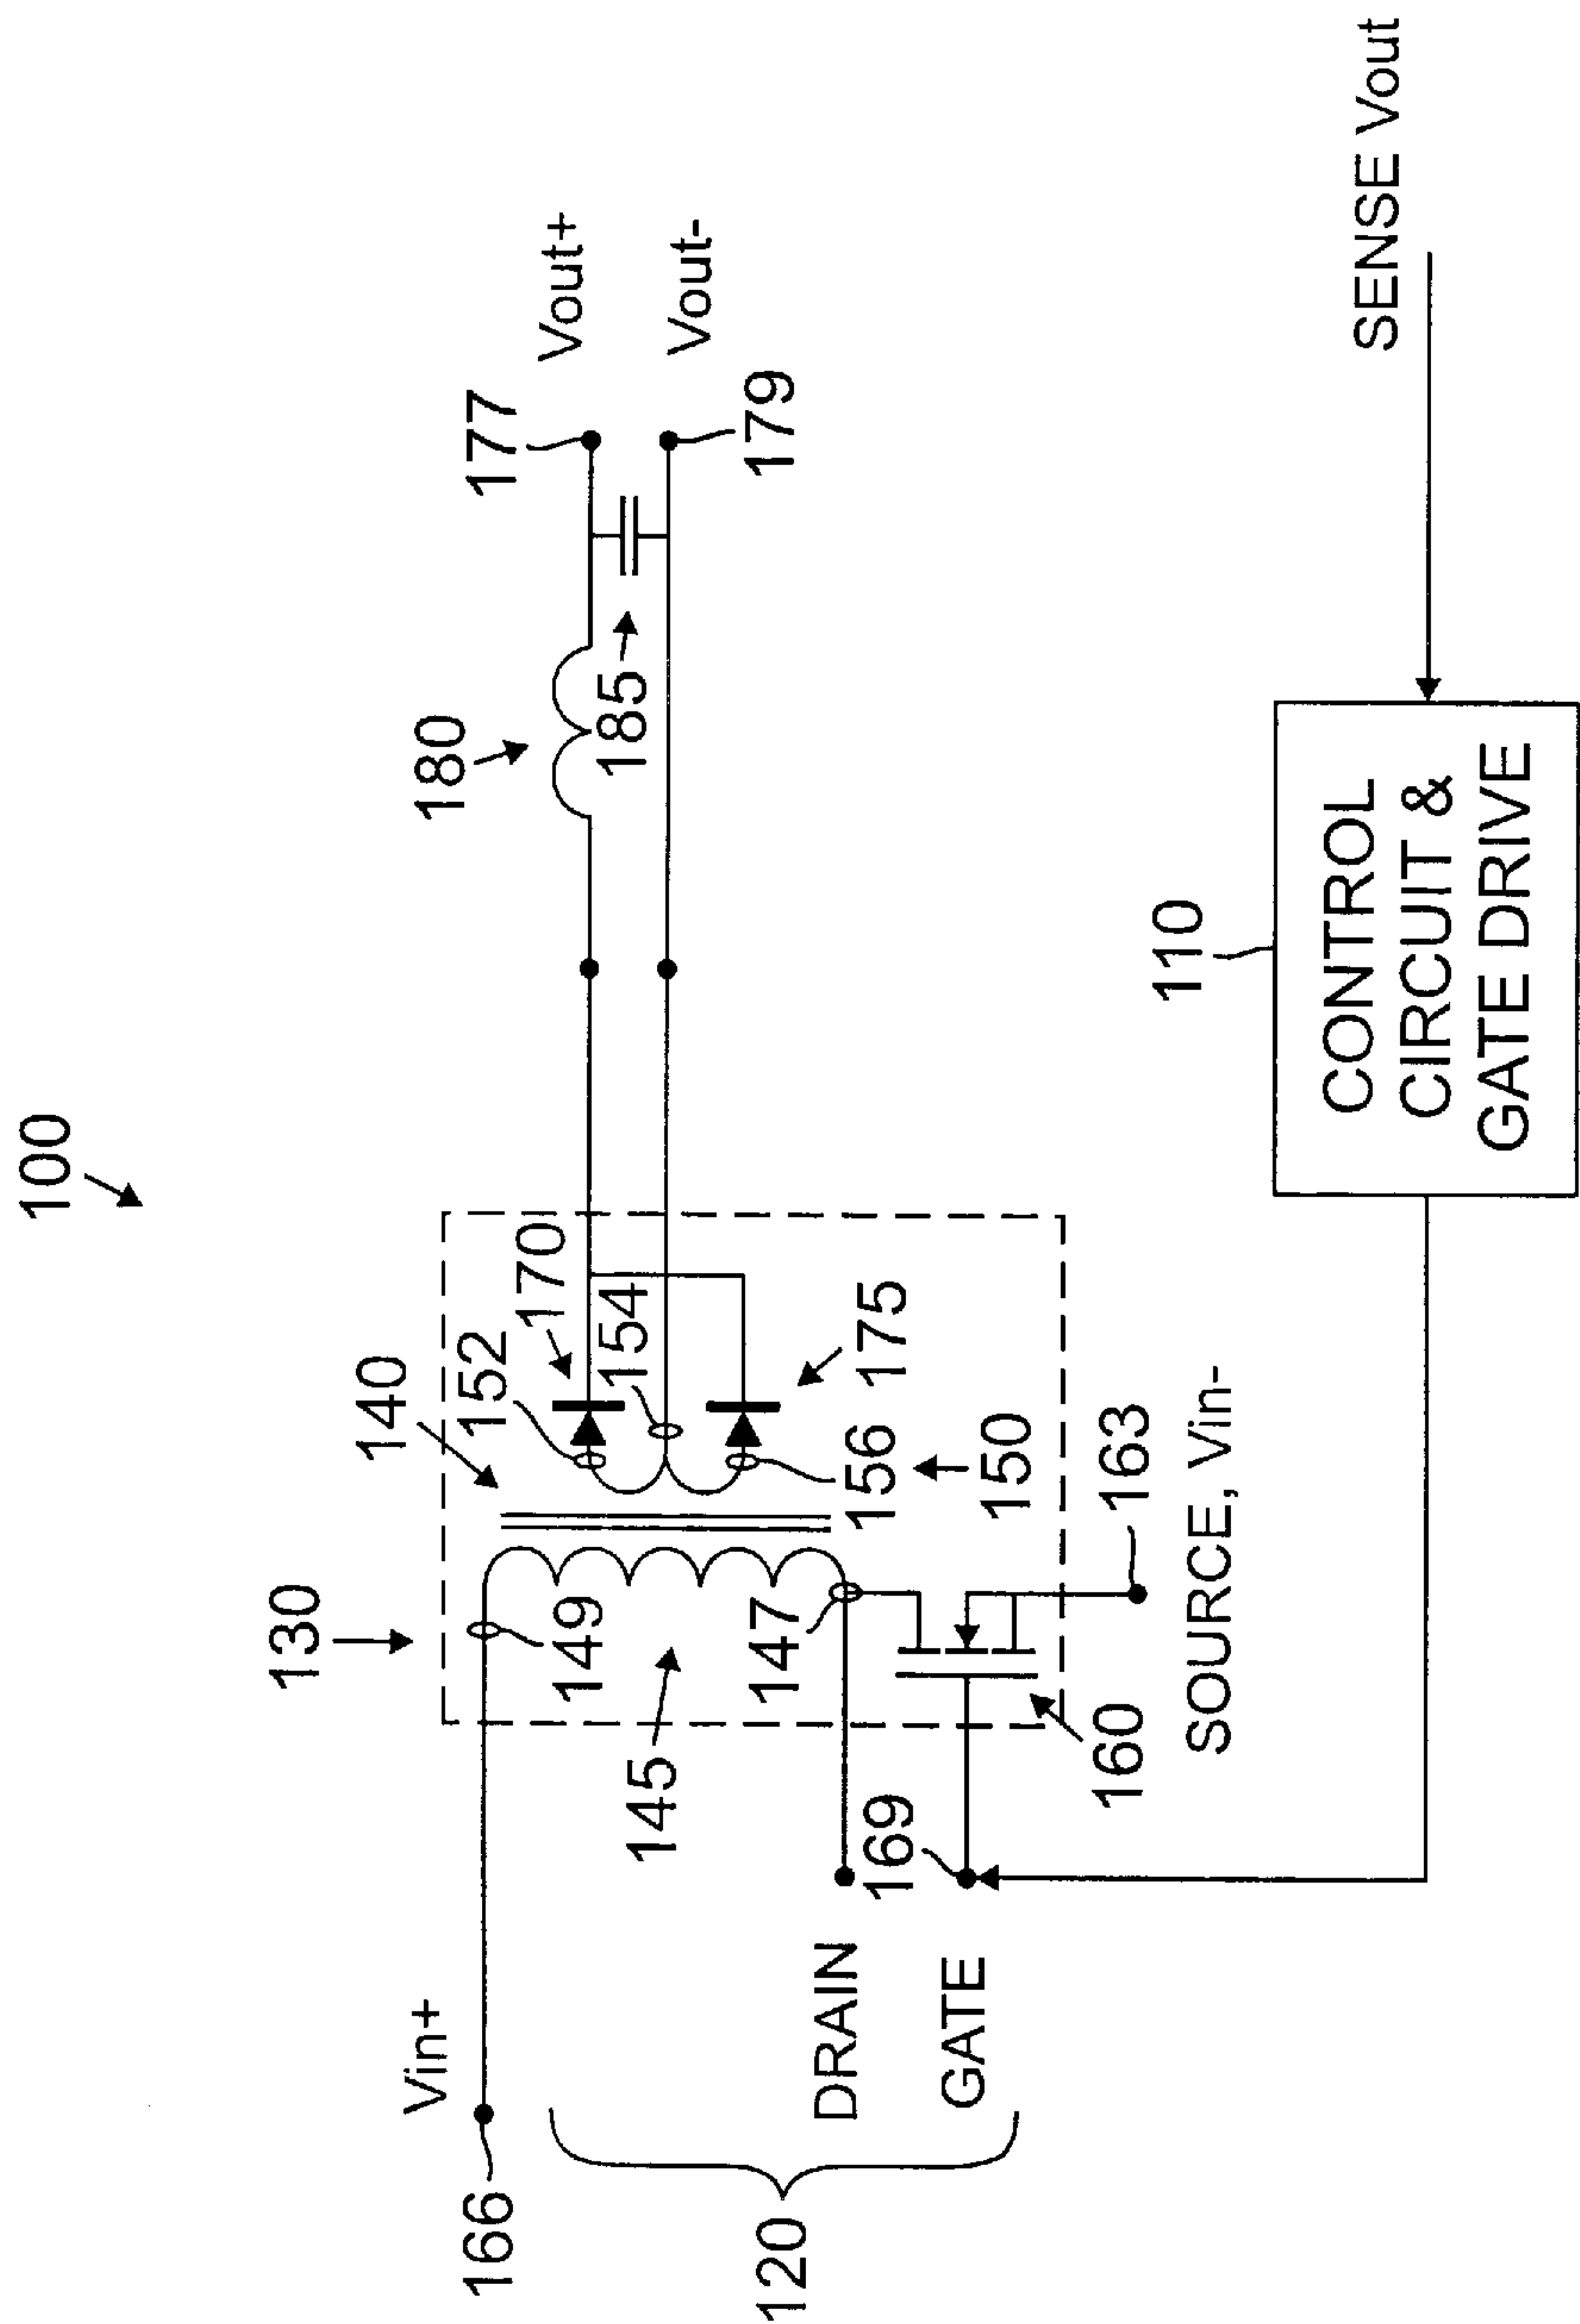 100
130
140
152
170
154
149
145
147
156
150
175
160
163
SOURCE, Vin-
Vin+
166
120
DRAIN
169
GATE
180
185
177
Vout+
Vout-
179
110
CONTROL
CIRCUIT &
GATE DRIVE
SENSE Vout